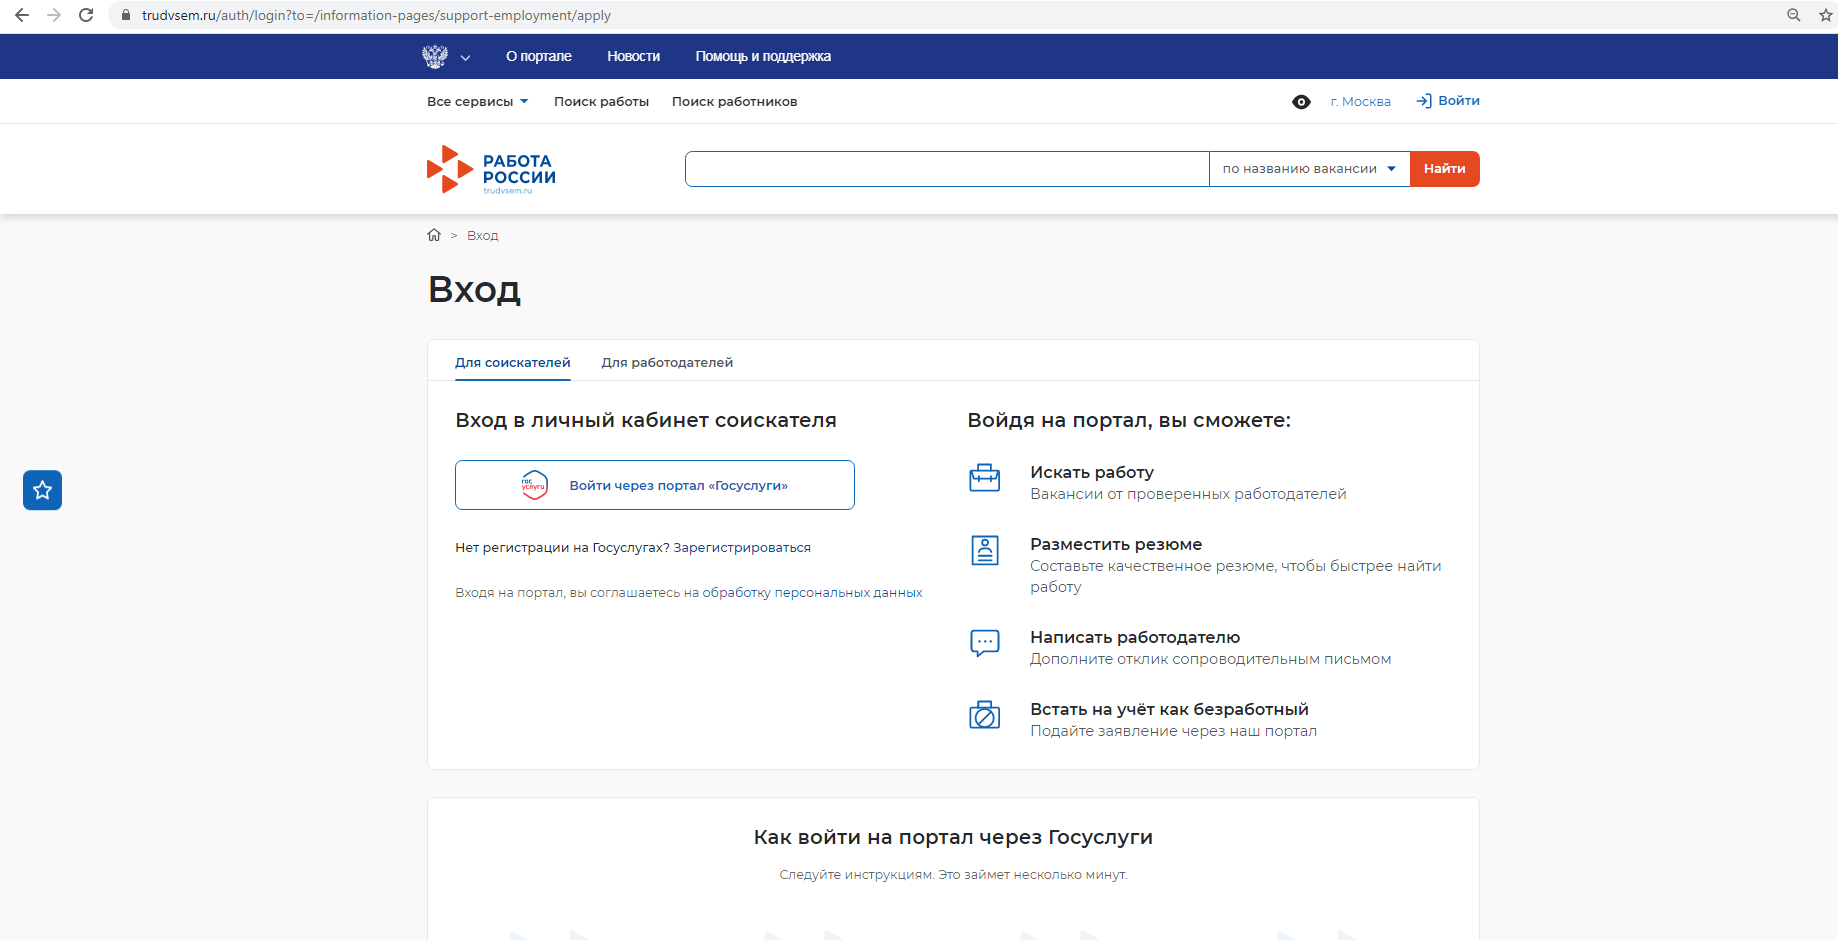 trudvsem.ru/auth/login?to=/information-pages/support-employment/apply
О портале Новости Помощь и поддержка
Все сервисы Поиск работы Поиск работников г. Москва Войти
РАБОТА
РОССИИ
trudvsem.ru
по названию вакансии Найти
> Вход
Вход
Для соискателей Для работодателей
Вход в личный кабинет соискателя
гос
услуги
Войти через портал «Госуслуги»
Нет регистрации на Госуслугах? Зарегистрироваться
Входя на портал, вы соглашаетесь на обработку персональных данных
Войдя на портал, вы сможете:
Искать работу
Вакансии от проверенных работодателей
Разместить резюме
Составьте качественное резюме, чтобы быстрее найти
работу
Написать работодателю
Дополните отклик сопроводительным письмом
Встать на учёт как безработный
Подайте заявление через наш портал
Как войти на портал через Госуслуги
Следуйте инструкциям. Это займет несколько минут.